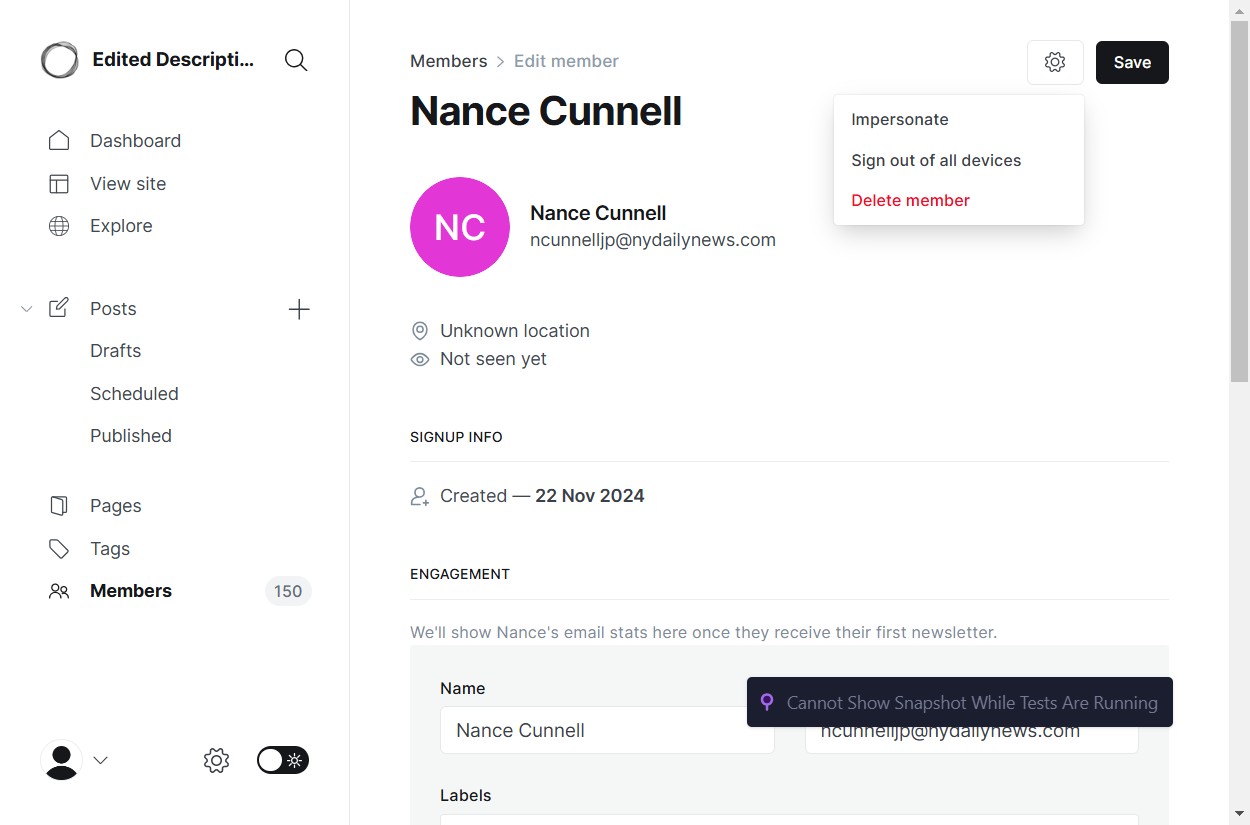 Edited Descripti...
Dashboard
View site
Explore
Posts
Drafts
Scheduled
Published
Pages
Tags
Members
150
Members > Edit member
Save
Nance Cunnell
Impersonate
Sign out of all devices
Delete member
NC
Nance Cunnell
ncunnelljp@nydailynews.com
Unknown location
Not seen yet
SIGNUP INFO
Created — 22 Nov 2024
ENGAGEMENT
We'll show Nance's email stats here once they receive their first newsletter.
Name
Cannot Show Snapshot While Tests Are Running
Nance Cunnell
ncunnelljp@nydailynews.com
Labels